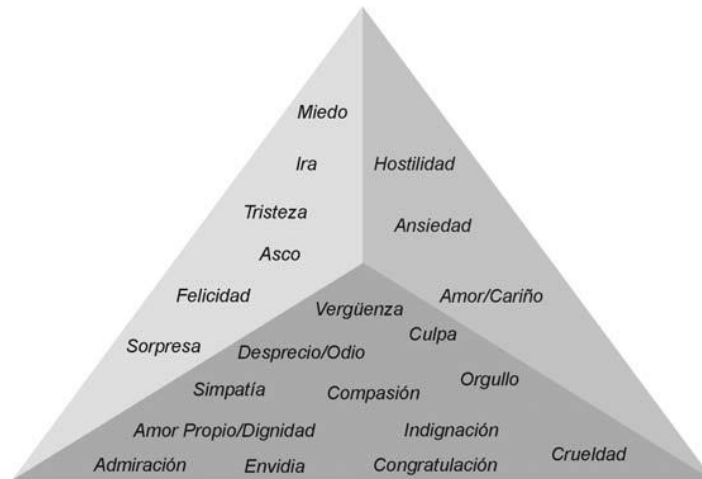 Miedo
Ira
Hostilidad
Tristeza
Ansiedad
Asco
Felicidad
Amor/Cariño
Vergüenza
Culpa
Sorpresa
Desprecio/Odio
Orgullo
Simpatía
Compasión
Amor Propio/Dignidad
Indignación
Crueldad
Admiración
Envidia
Congratulación